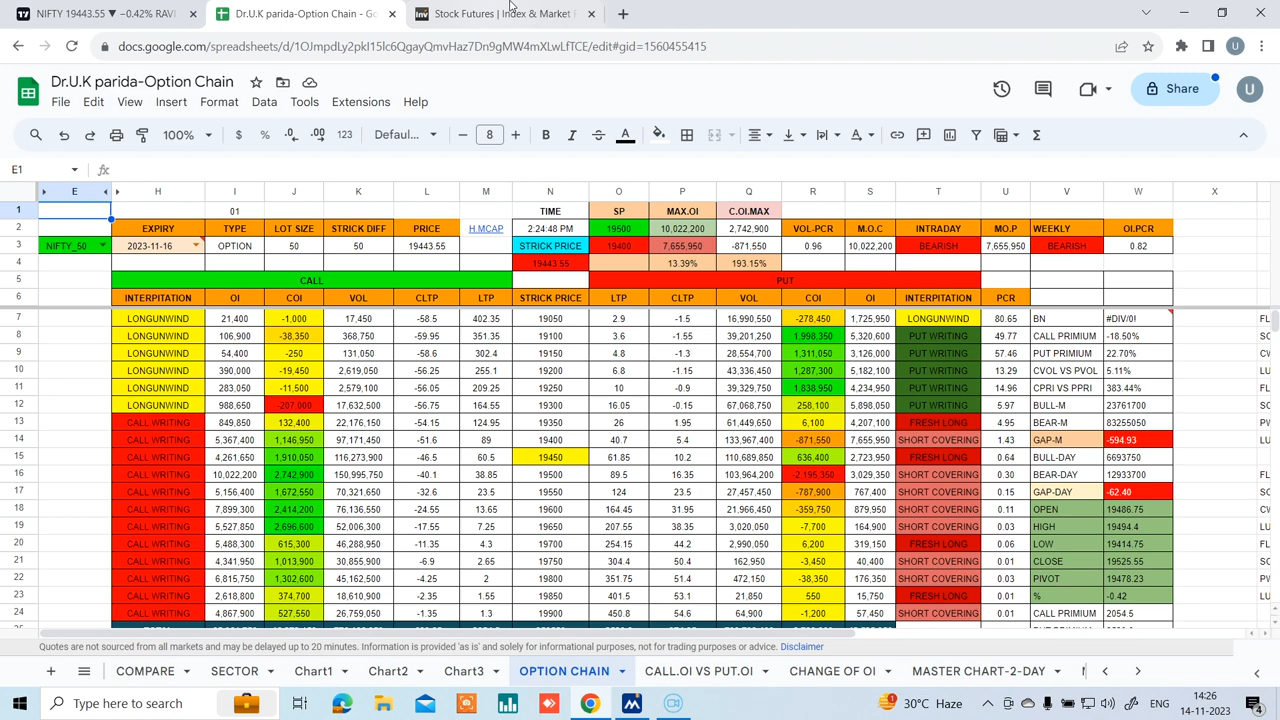 NIFTY 19443.55 ▼ −0.42% RAVI
Dr.U.K parida-Option Chain - Go
Stock Futures | Index & Market F
docs.google.com/spreadsheets/d/1OJmpdLy2pkI15lc6QgayQmvHaz7Dn9gMW4mXLwLfTCE/edit#gid=1560455415
Dr.U.K parida-Option Chain
File Edit View Insert Format Data Tools Extensions Help
Share
100% $ % .0 .00 123 Defaul... 8
E1
E H I J K L M N O P Q R S T U V W X
1 01 TIME SP MAX.OI C.OI.MAX
2 EXPIRY TYPE LOT SIZE STRICK DIFF PRICE H.MCAP 2:24:48 PM 19500 10,022,200 2,742,900 VOL-PCR M.O.C INTRADAY MO.P WEEKLY OI.PCR
3 NIFTY_50 2023-11-16 OPTION 50 50 19443.55 STRICK PRICE 19400 7,655,950 -871,550 0.96 10,022,200 BEARISH 7,655,950 BEARISH 0.82
4 19443.55 13.39% 193.15%
5 CALL PUT
6 INTERPITATION OI COI VOL CLTP LTP STRICK PRICE LTP CLTP VOL COI OI INTERPITATION PCR
7 LONGUNWIND 21,400 -1,000 17,450 -58.5 402.35 19050 2.9 -1.5 16,990,550 -278,450 1,725,950 LONGUNWIND 80.65 BN #DIV/0!
8 LONGUNWIND 106,900 -38,350 83,800 -59.95 351.35 19100 3.6 -1.55 39,201,250 1,998,350 5,320,600 PUT WRITING 49.77 CALL PRIMIUM -18.50%
9 LONGUNWIND 54,400 -250 131,050 -58.6 302.4 19150 4.8 -1.3 28,554,700 1,311,050 3,126,000 PUT WRITING 57.46 PUT PRIMIUM 22.70%
10 LONGUNWIND 390,000 -19,450 2,209,050 -56.25 255.1 19200 6.8 -1.15 43,336,450 1,287,300 5,182,100 PUT WRITING 13.29 CVOL VS PVOL 5.11%
11 LONGUNWIND 283,050 -11,500 2,579,100 -56.05 209.25 19250 10 -0.9 39,329,750 1,838,950 4,234,950 PUT WRITING 14.96 CPRI VS PPRI 383.44%
12 LONGUNWIND 988,650 -207,000 17,632,500 -56.75 164.55 19300 16.05 -0.15 67,068,750 258,100 5,898,050 PUT WRITING 5.97 BULL-M 23761700
13 CALL WRITING 849,850 132,400 22,176,150 -54.15 124.95 19350 26 1.95 61,449,650 6,100 4,207,100 FRESH LONG 4.95 BEAR-M 83255050
14 CALL WRITING 5,367,400 1,146,950 97,371,450 -51.6 89 19400 40.7 5.4 133,967,400 -871,550 7,655,950 SHORT COVERING 1.43 GAP-M -594.93
15 CALL WRITING 4,261,650 1,910,050 116,273,900 -46.6 60.5 19450 61.85 10.2 110,689,850 636,400 2,723,950 FRESH LONG 0.64 BULL-DAY 6693750
16 CALL WRITING 10,022,200 2,742,900 150,995,750 -40.1 38.85 19500 89.5 16.35 103,964,200 -2,195,350 3,029,350 SHORT COVERING 0.30 BEAR-DAY 12933700
17 CALL WRITING 5,156,400 1,672,550 70,321,650 -32.6 23.5 19550 124 23.5 27,457,450 -787,900 767,400 SHORT COVERING 0.15 GAP-DAY -62.40
18 CALL WRITING 7,899,300 2,414,200 76,136,550 -24.55 13.65 19600 164.45 31.95 21,966,450 -359,750 879,950 SHORT COVERING 0.11 OPEN 19486.75
19 CALL WRITING 5,527,850 2,696,600 52,006,300 -17.55 7.25 19650 207.55 38.35 3,020,050 -7,700 164,900 SHORT COVERING 0.03 HIGH 19494.4
20 CALL WRITING 5,488,300 615,300 46,288,950 -11.35 4.3 19700 254.15 44.2 2,990,050 6,200 319,150 FRESH LONG 0.06 LOW 19414.75
21 CALL WRITING 4,341,950 1,013,900 30,855,900 -6.9 2.65 19750 304.4 50.4 162,950 -3,450 40,400 SHORT COVERING 0.01 CLOSE 19525.55
22 CALL WRITING 6,815,750 1,302,600 45,162,500 -4.25 2 19800 351.75 51.4 472,150 -38,350 176,350 SHORT COVERING 0.03 PIVOT 19478.23
23 CALL WRITING 2,618,800 374,700 18,610,900 -2.35 1.5 19850 401.2 53.1 21,850 550 15,750 FRESH LONG 0.01 % -0.42
24 CALL WRITING 4,867,900 527,550 26,759,050 -1.35 1.3 19900 450.8 54.6 64,900 -1,200 57,450 SHORT COVERING 0.01 CALL PRIMIUM 2054.5
Quotes are not sourced from all markets and may be delayed up to 20 minutes. Information is provided 'as is' and solely for informational purposes, not for trading purposes or advice. Disclaimer
COMPARE SECTOR Chart1 Chart2 Chart3 OPTION CHAIN CALL.OI VS PUT.OI CHANGE OF OI MASTER CHART-2-DAY
Type here to search
30°C Haze
ENG
14:26
14-11-2023
4